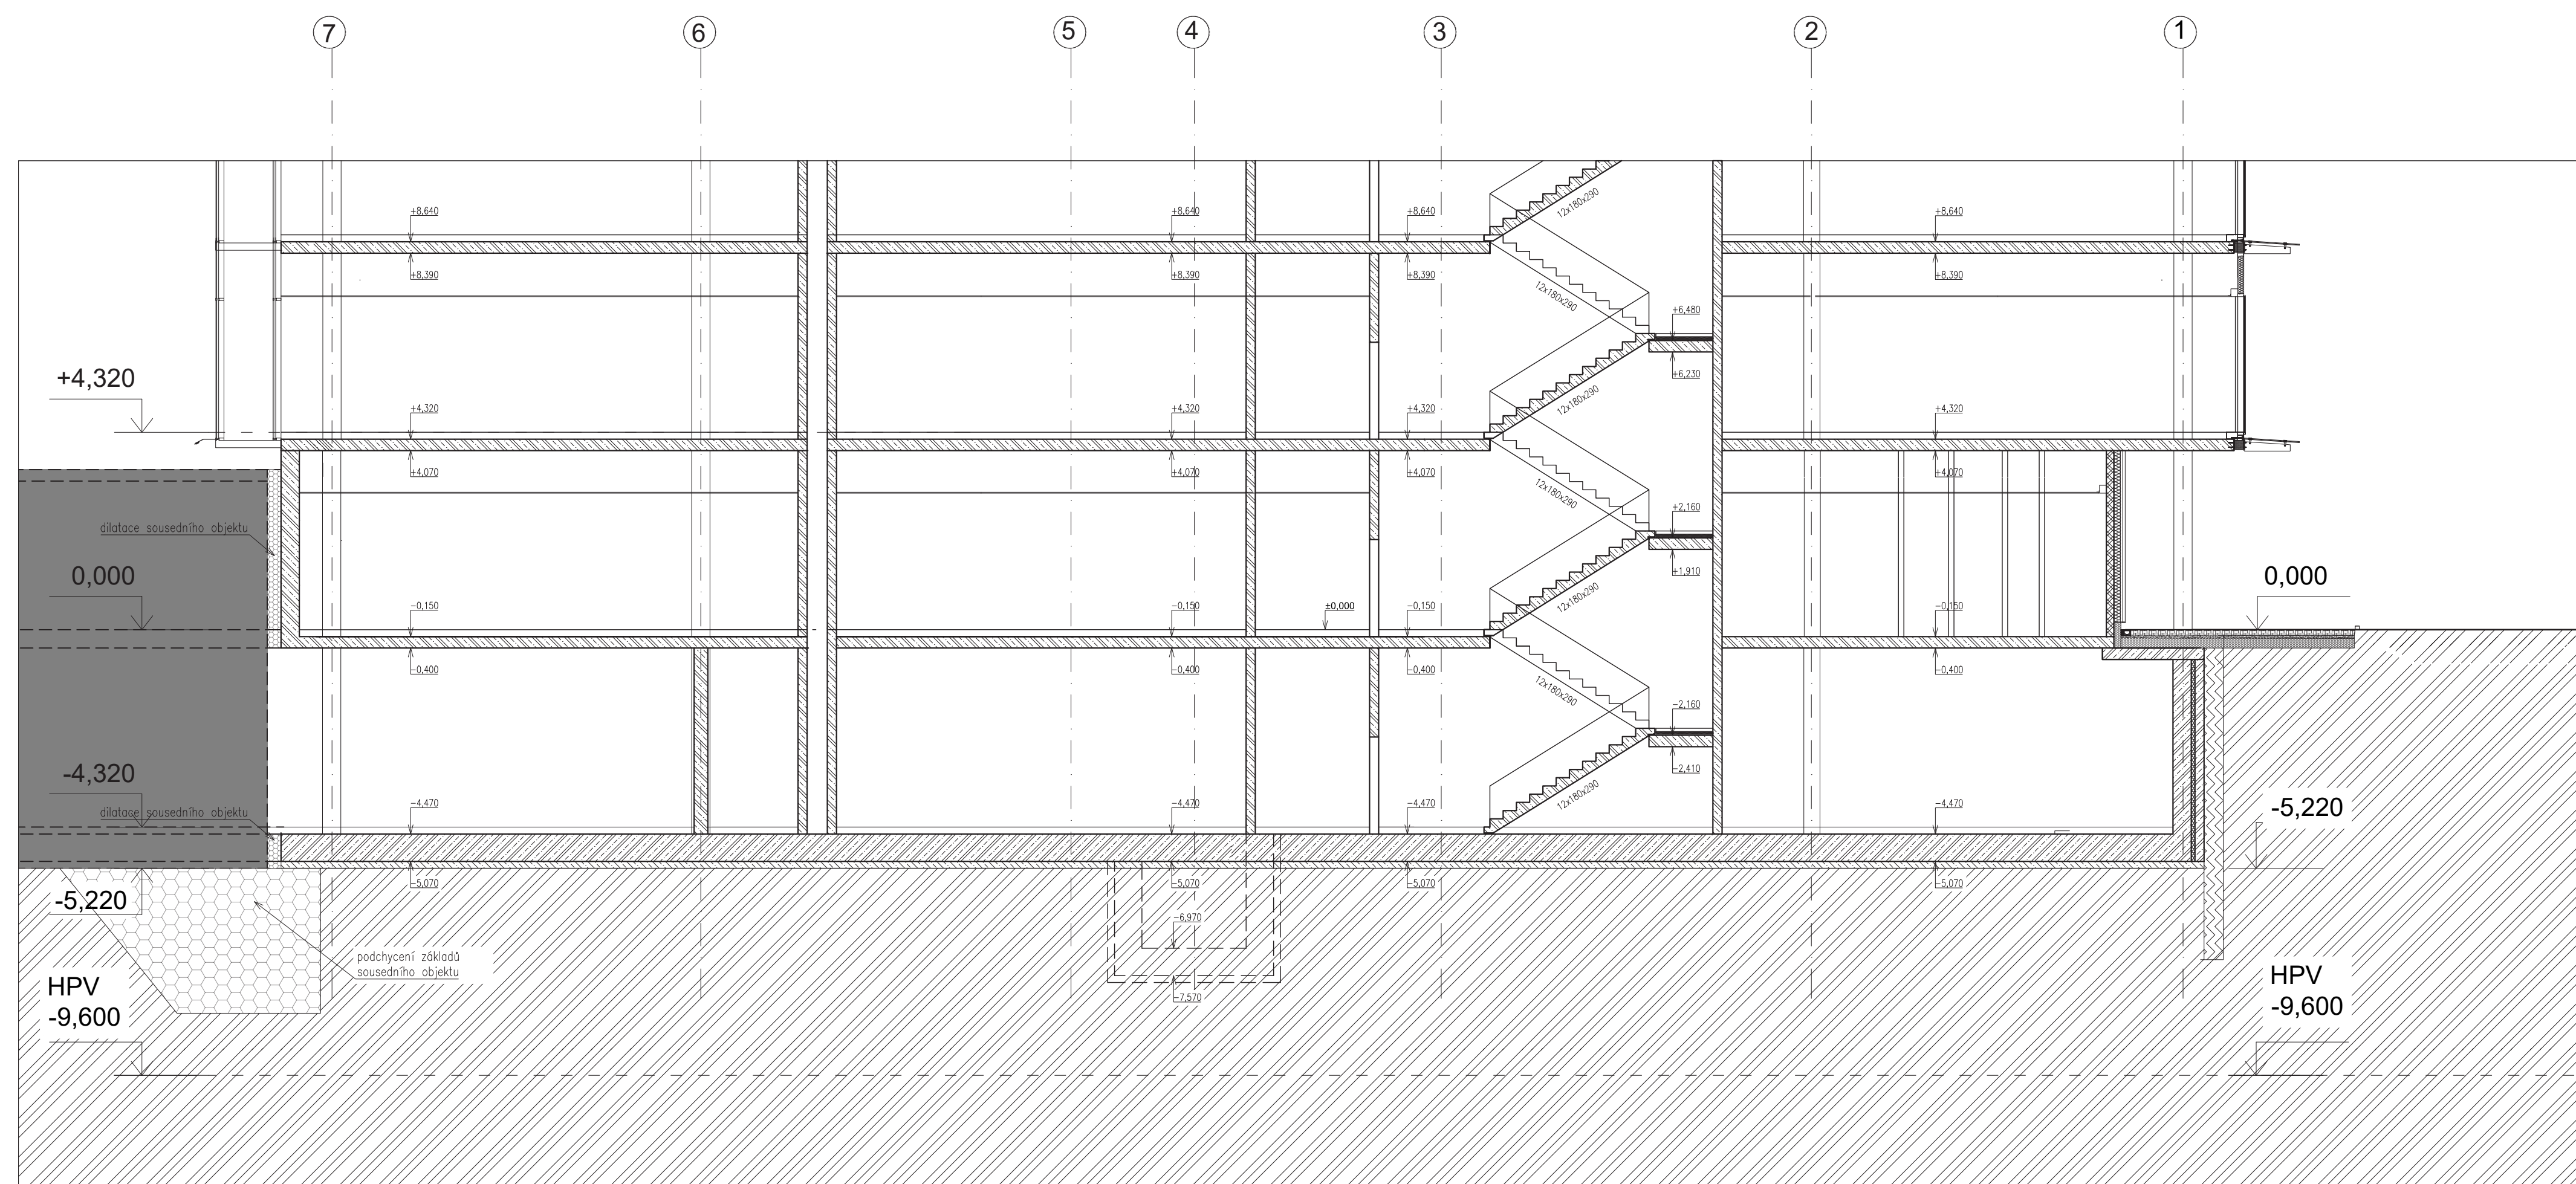 7 6 5 4 3 2 1
12x180x290
+8,640 +8,640 +8,640 +8,640
+8,390 +8,390 +8,390 +8,390
12x180x290
+6,480
+6,230
+4,320
12x180x290
+4,320 +4,320 +4,320 +4,320
+4,070 +4,070 +4,070 +4,070
12x180x290
+2,160
dilatace sousedního objektu
+1,910
0,000 0,000
12x180x290
-0,150 -0,150 ±0,000 -0,150 -0,150
-0,400 -0,400 -0,400 -0,400
12x180x290
-2,160
-4,320
-2,410
12x180x290
-4,470 -4,470 -4,470 -4,470
-5,220
dilatace sousedního objektu
-5,070 -5,070 -5,070 -5,070
-5,220
-6,970
podchycení základů
sousedního objektu
HPV HPV
-7,570
-9,600 -9,600